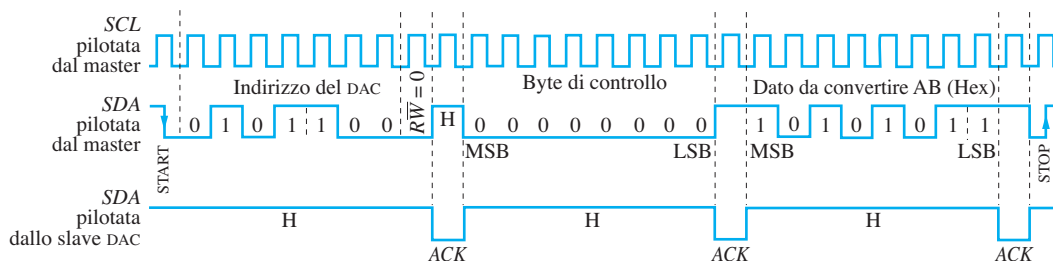 SCL
pilotata
dal master
Indirizzo del DAC
RW = 0
Byte di controllo
Dato da convertire AB (Hex)
SDA
pilotata
dal master
START
0 1 0 1 1 0 0
H
0 0 0 0 0 0 0 0
MSB LSB
1 0 1 0 1 0 1 1
MSB LSB
STOP
SDA
pilotata
dallo slave DAC
H H H
ACK ACK ACK